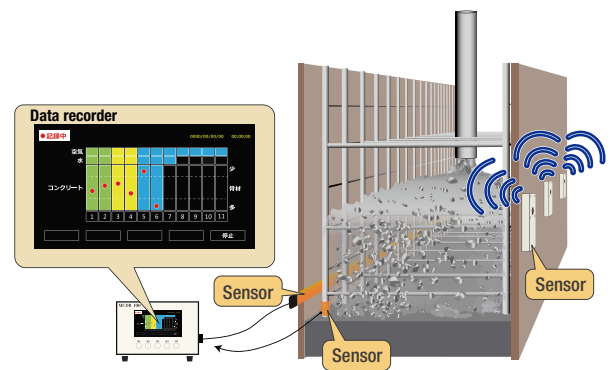 Data recorder
●記録中
0000/00/00 00:00:00
空気
水
コンクリート
少
骨材
多
1 2 3 4 5 6 7 8 9 10 11
停止
Sensor
Sensor
Sensor